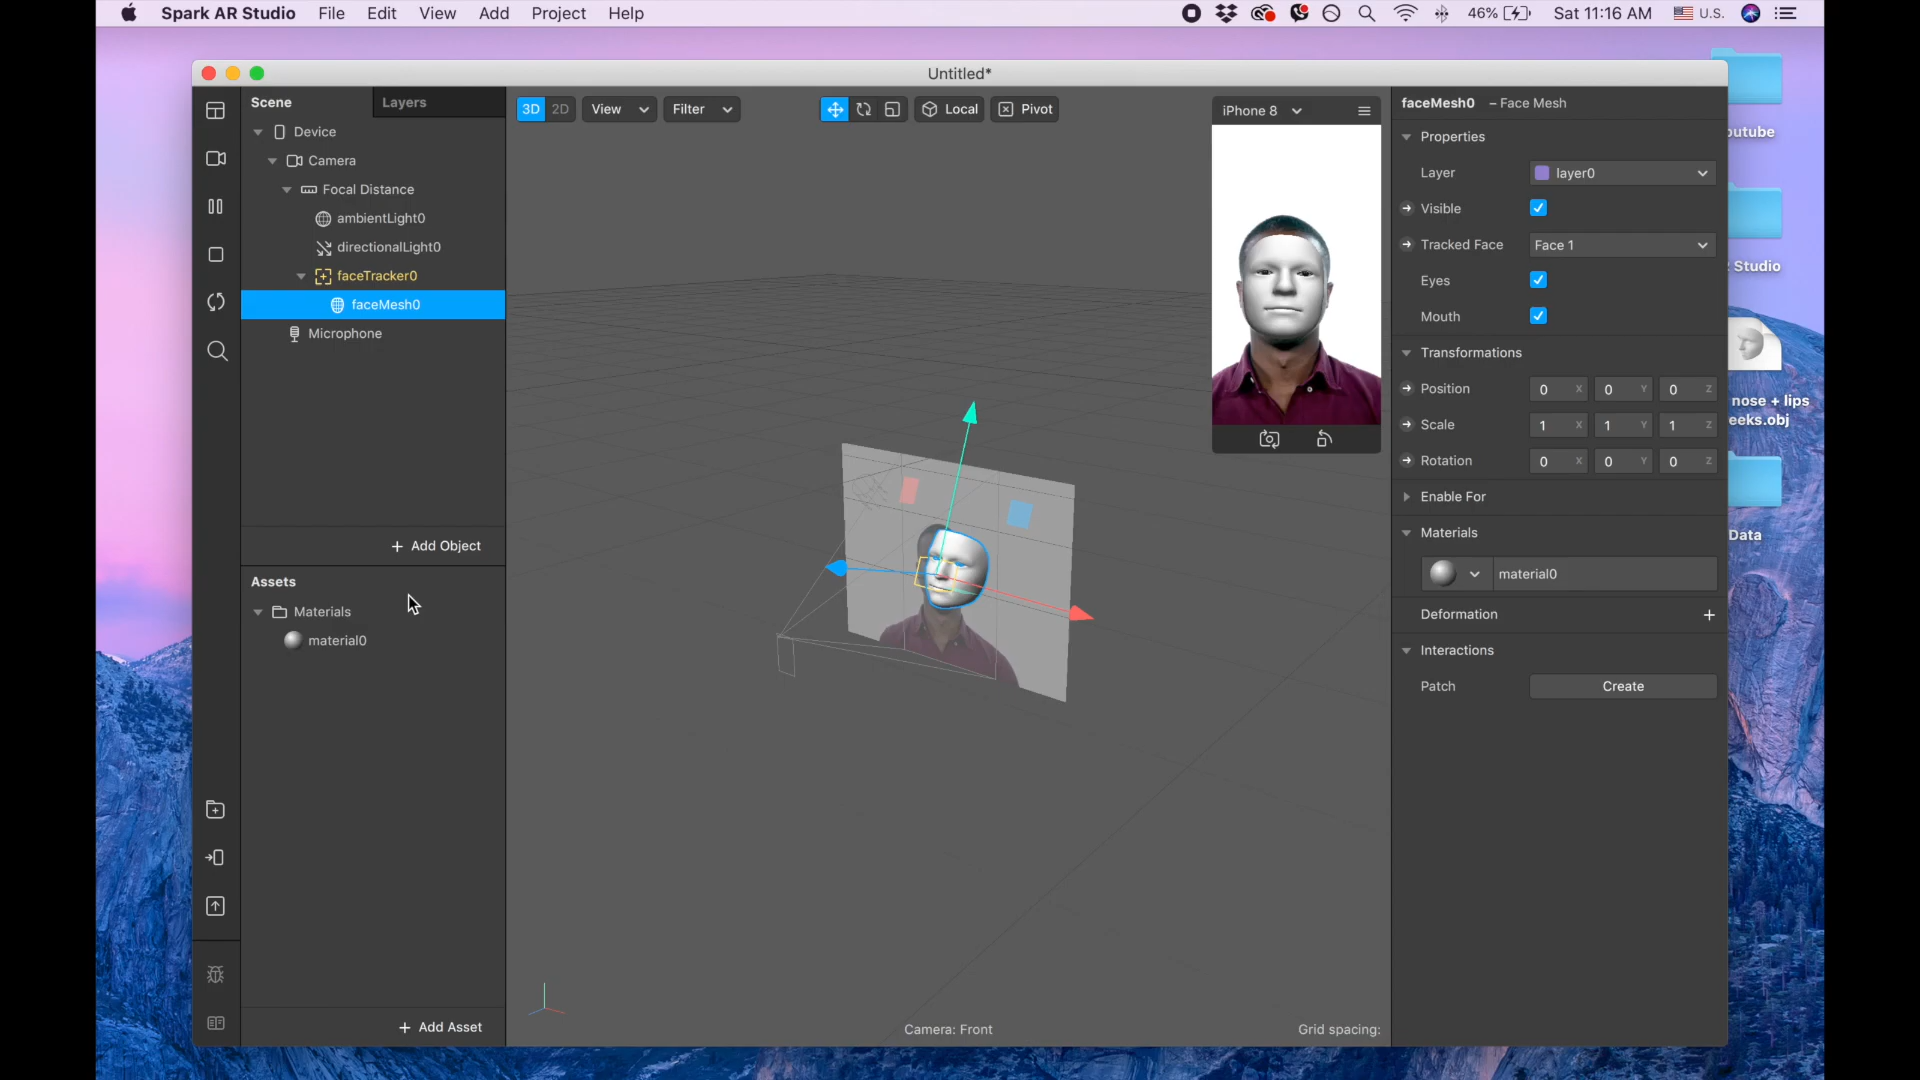 Spark AR Studio File Edit View Add Project Help
46% Sat 11:16 AM U.S.
Untitled*
Scene Layers
Device
Camera
Focal Distance
ambientLight0
directionalLight0
faceTracker0
faceMesh0
Microphone
+ Add Object
Assets
Materials
material0
+ Add Asset
3D 2D View Filter Local Pivot
iPhone 8
Camera: Front
Grid spacing:
faceMesh0 – Face Mesh
Properties
Layer layer0
Visible
Tracked Face Face 1
Eyes
Mouth
Transformations
Position 0 X 0 Y 0 Z
Scale 1 X 1 Y 1 Z
Rotation 0 X 0 Y 0 Z
Enable For
Materials
material0
Deformation +
Interactions
Patch Create
outube
Studio
nose + lips
eeks.obj
Data